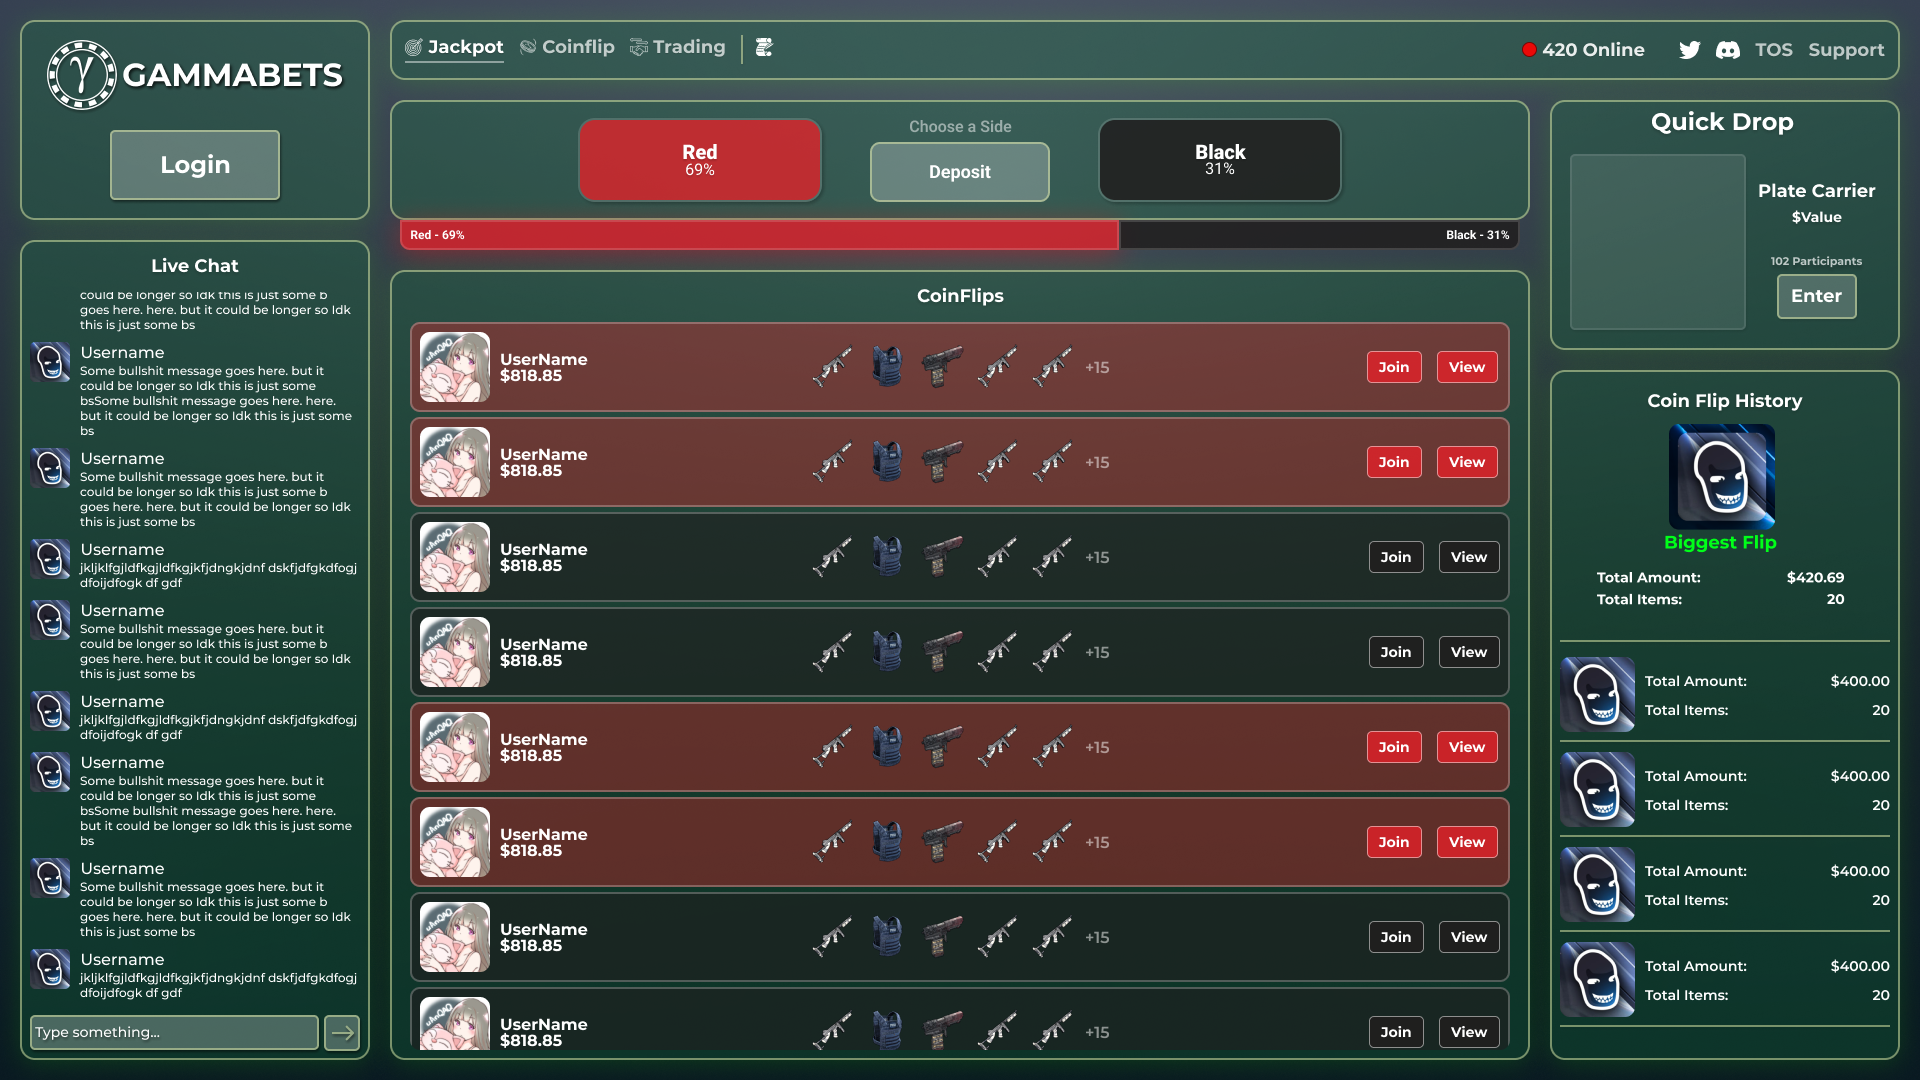 GAMMABETS
Login
Jackpot
Coinflip
Trading
420 Online
TOS
Support
Live Chat
could be longer so Idk this is just some b
goes here. here. but it could be longer so Idk
this is just some bs
Username
Some bullshit message goes here. but it
could be longer so Idk this is just some
bsSome bullshit message goes here. here.
but it could be longer so Idk this is just some
bs
Username
Some bullshit message goes here. but it
could be longer so Idk this is just some b
goes here. here. but it could be longer so Idk
this is just some bs
Username
jkljklfgjldfkgjldfkgjkfjdngkjdnf dskfjdfgkdfogj
dfoijdfogk df gdf
Username
Some bullshit message goes here. but it
could be longer so Idk this is just some b
goes here. here. but it could be longer so Idk
this is just some bs
Username
jkljklfgjldfkgjldfkgjkfjdngkjdnf dskfjdfgkdfogj
dfoijdfogk df gdf
Username
Some bullshit message goes here. but it
could be longer so Idk this is just some
bsSome bullshit message goes here. here.
but it could be longer so Idk this is just some
bs
Username
Some bullshit message goes here. but it
could be longer so Idk this is just some b
goes here. here. but it could be longer so Idk
this is just some bs
Username
jkljklfgjldfkgjldfkgjkfjdngkjdnf dskfjdfgkdfogj
dfoijdfogk df gdf
Type something...
Red
69%
Choose a Side
Deposit
Black
31%
Red - 69%
Black - 31%
CoinFlips
UserName
$818.85
+15
Join
View
UserName
$818.85
+15
Join
View
UserName
$818.85
+15
Join
View
UserName
$818.85
+15
Join
View
UserName
$818.85
+15
Join
View
UserName
$818.85
+15
Join
View
UserName
$818.85
+15
Join
View
UserName
$818.85
+15
Join
View
Quick Drop
Plate Carrier
$Value
102 Participants
Enter
Coin Flip History
Biggest Flip
Total Amount: $420.69
Total Items: 20
Total Amount: $400.00
Total Items: 20
Total Amount: $400.00
Total Items: 20
Total Amount: $400.00
Total Items: 20
Total Amount: $400.00
Total Items: 20